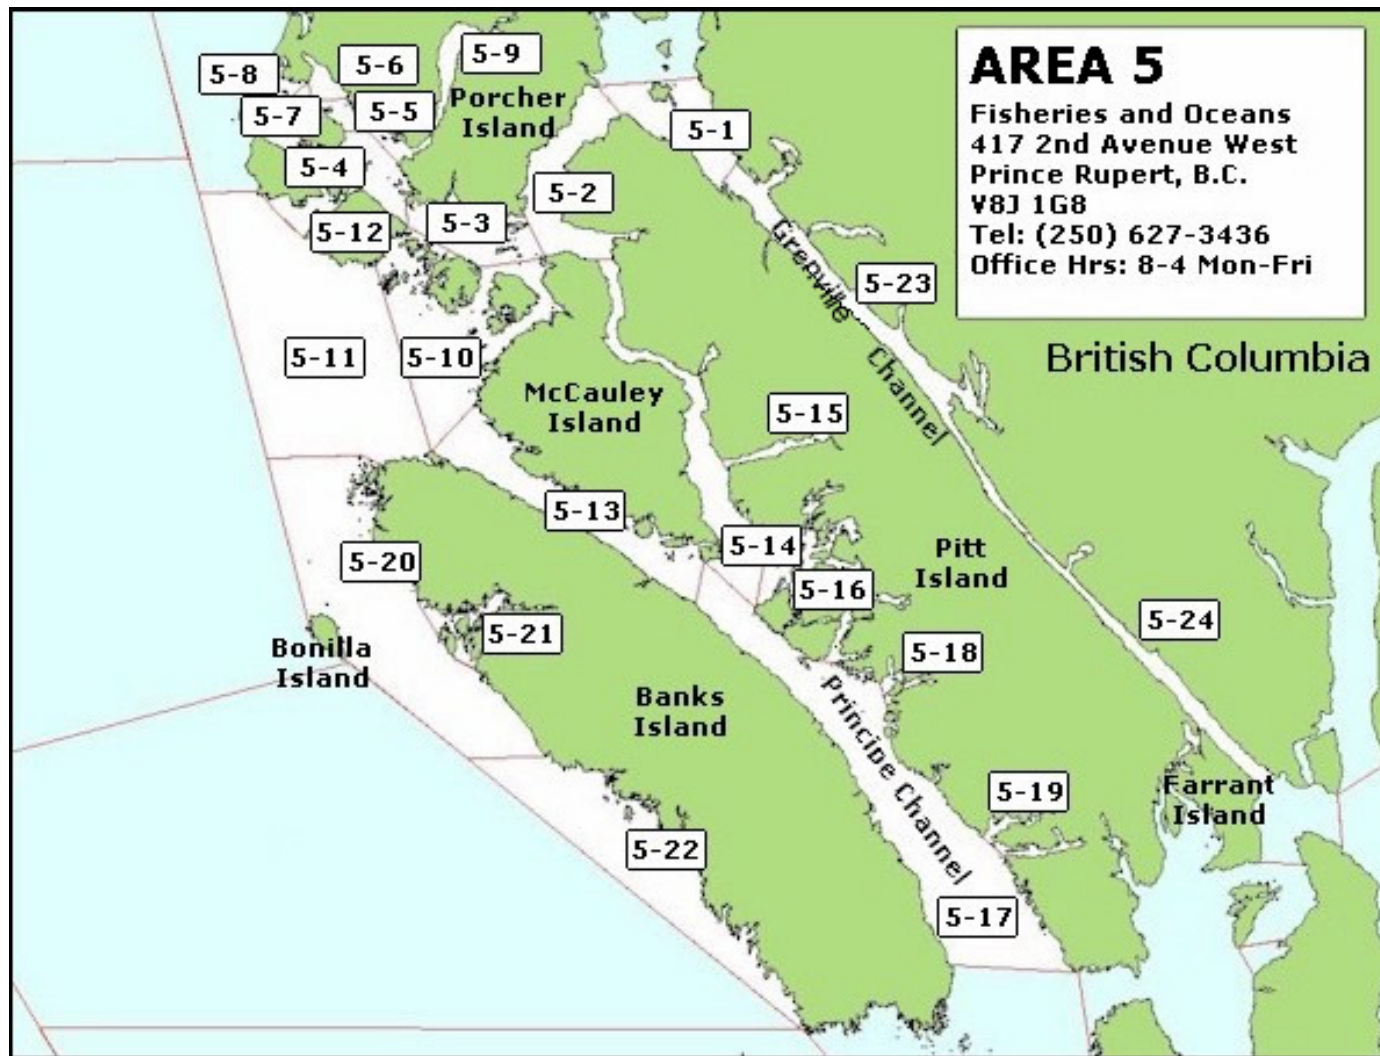 AREA 5
Fisheries and Oceans
417 2nd Avenue West
Prince Rupert, B.C.
V8J 1G8
Tel: (250) 627-3436
Office Hrs: 8-4 Mon-Fri
5-9
5-6
5-8
Porcher
Island
5-5
5-7
5-1
5-4
5-2
5-3
5-12
Grenville
Channel
5-23
British Columbia
5-11
5-10
McCauley
Island
5-15
5-13
5-14
Pitt
Island
5-20
5-16
5-24
5-21
Bonilla
Island
5-18
Banks
Island
Principe Channel
5-19
Farrant
Island
5-22
5-17